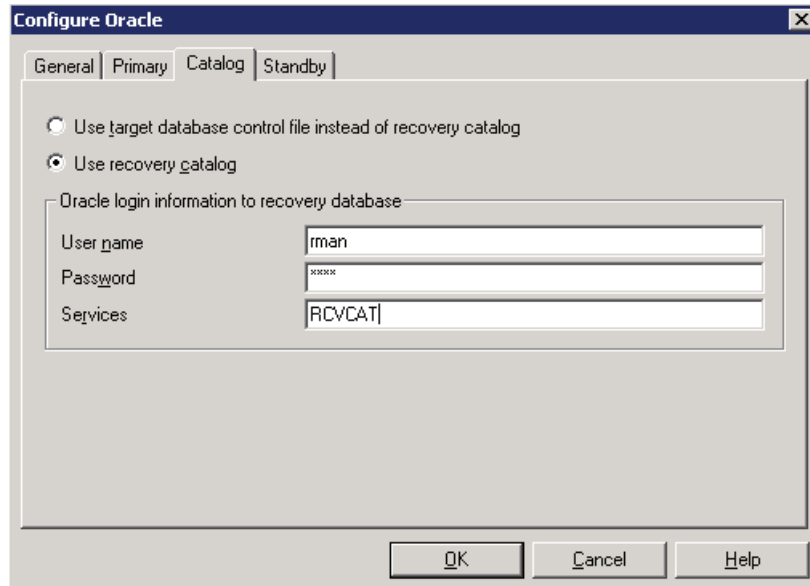 Configure Oracle
General Primary Catalog Standby
Use target database control file instead of recovery catalog
Use recovery catalog
Oracle login information to recovery database
User name rman
Password ****
Services RCVCAT
OK Cancel Help